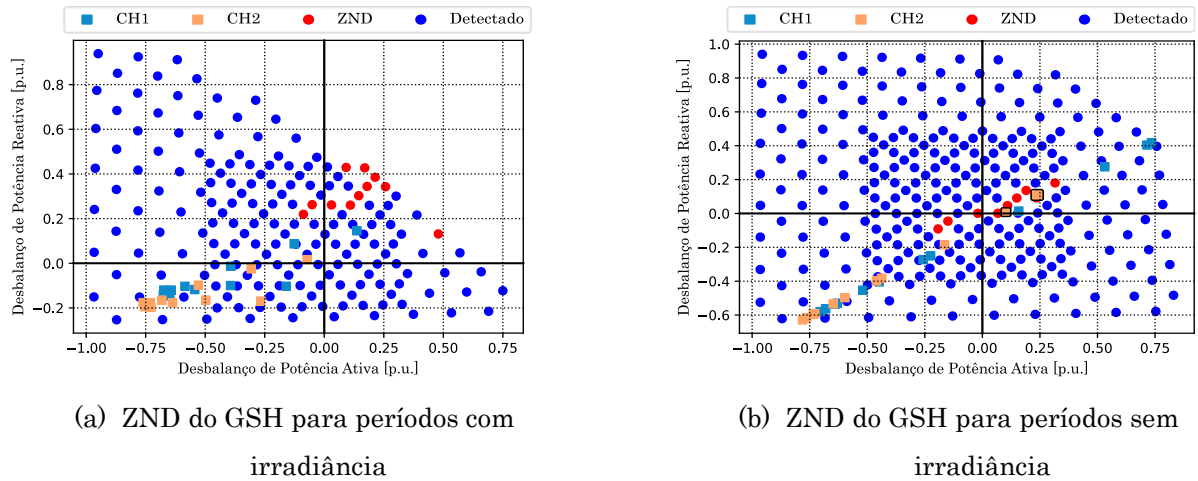 CH1 CH2 ZND Detectado
Desbalanço de Potência Reativa [p.u.]
0.8
0.6
0.4
0.2
0.0
−0.2
−1.00 −0.75 −0.50 −0.25 0.00 0.25 0.50 0.75
Desbalanço de Potência Ativa [p.u.]
(a) ZND do GSH para períodos com
irradiância
CH1 CH2 ZND Detectado
Desbalanço de Potência Reativa [p.u.]
1.0
0.8
0.6
0.4
0.2
0.0
−0.2
−0.4
−0.6
−1.00 −0.75 −0.50 −0.25 0.00 0.25 0.50 0.75
Desbalanço de Potência Ativa [p.u.]
(b) ZND do GSH para períodos sem
irradiância